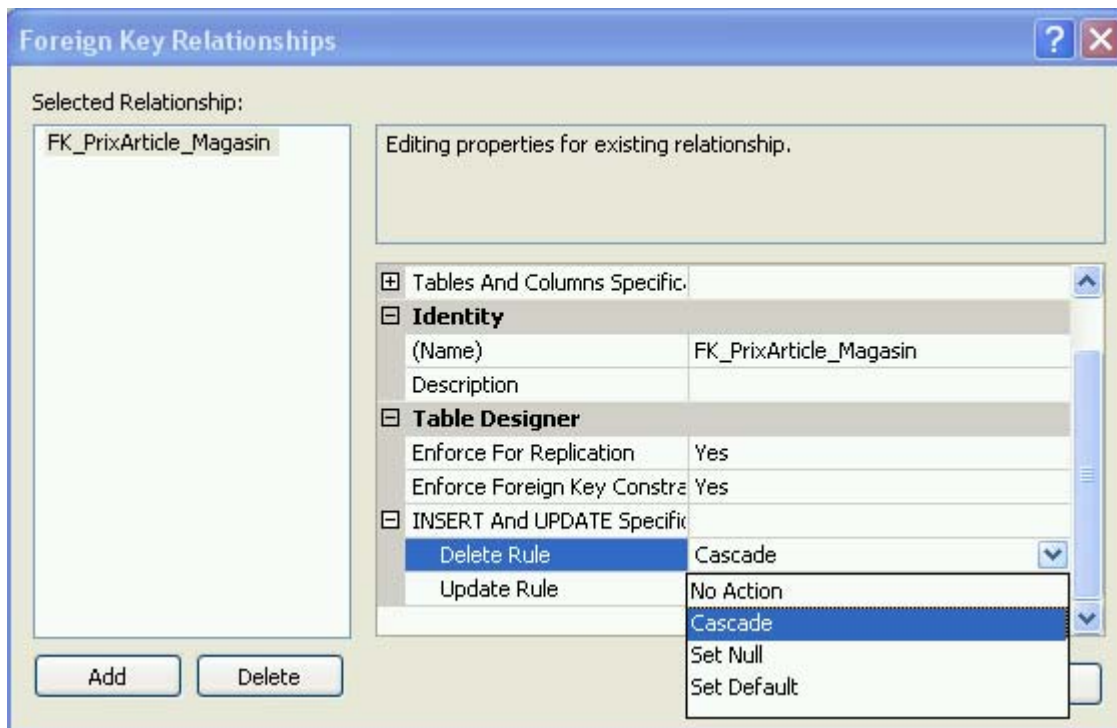 Foreign Key Relationships
Selected Relationship:
FK_PrixArticle_Magasin
Editing properties for existing relationship.
Tables And Columns Specific.
Identity
(Name) FK_PrixArticle_Magasin
Description
Table Designer
Enforce For Replication Yes
Enforce Foreign Key Constra Yes
INSERT And UPDATE Specific
Delete Rule Cascade
Update Rule
No Action
Cascade
Set Null
Set Default
Add Delete